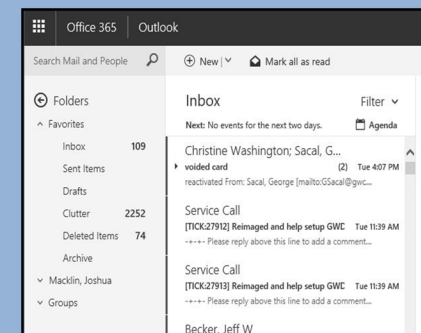 Office 365 Outlook
Search Mail and People
New
Mark all as read
Folders
Favorites
Inbox 109
Sent Items
Drafts
Clutter 2252
Deleted Items 74
Archive
Macklin, Joshua
Groups
Inbox Filter
Next: No events for the next two days. Agenda
Christine Washington; Sacal, G...
voided card (2) Tue 4:07 PM
reactivated From: Sacal, George [mailto:GSacal@gwc...
Service Call
[TICK:27912] Reimaged and help setup GWE Tue 11:39 AM
-+-+- Please reply above this line to add a comment...
Service Call
[TICK:27913] Reimaged and help setup GWE Tue 11:39 AM
-+-+- Please reply above this line to add a comment...
Becker, Jeff W